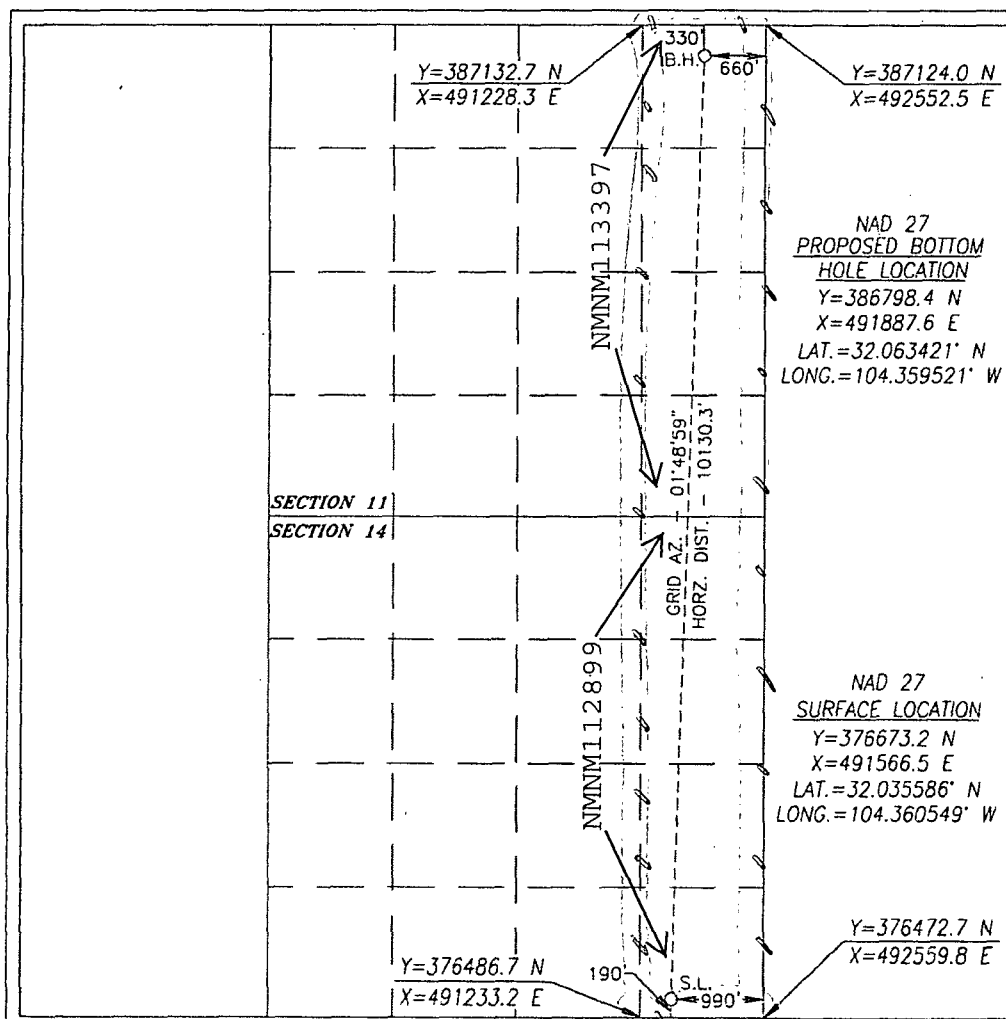 330'
B.H.
660'
Y=387132.7 N
X=491228.3 E
Y=387124.0 N
X=492552.5 E
NMNM113397
NAD 27
PROPOSED BOTTOM
HOLE LOCATION
Y=386798.4 N
X=491887.6 E
LAT.=32.063421° N
LONG.=104.359521° W
GRID AZ. - 01°48'59"
HORZ. DIST. - 10130.3'
SECTION 11
SECTION 14
NMNM112899
NAD 27
SURFACE LOCATION
Y=376673.2 N
X=491566.5 E
LAT.=32.035586° N
LONG.=104.360549° W
Y=376486.7 N
X=491233.2 E
190'
S.L.
990'
Y=376472.7 N
X=492559.8 E